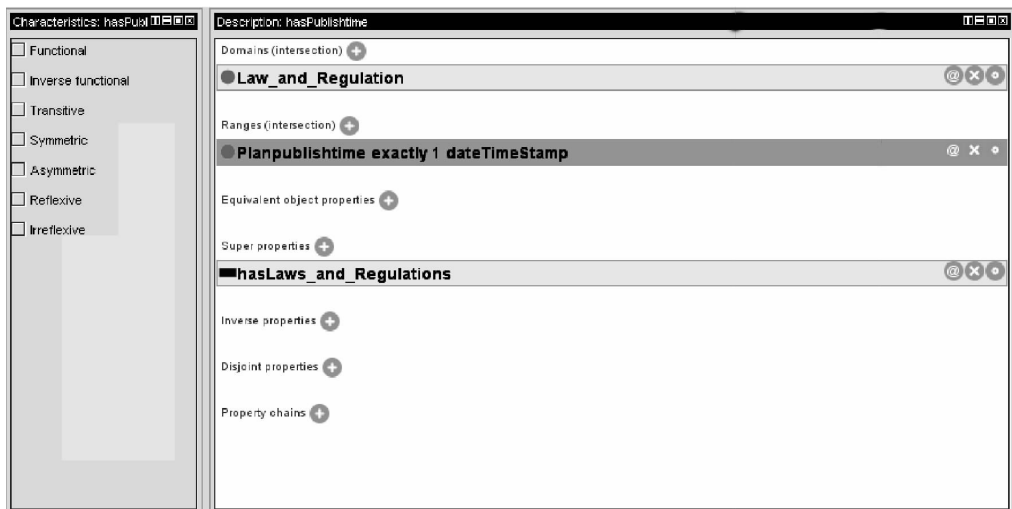 Characteristics: hasPubl
Functional
Inverse functional
Transitive
Symmetric
Asymmetric
Reflexive
Irreflexive
Description: hasPublishtime
Domains (intersection)
Law_and_Regulation
Ranges (intersection)
Planpublishtime exactly 1 dateTimeStamp
Equivalent object properties
Super properties
hasLaws_and_Regulations
Inverse properties
Disjoint properties
Property chains